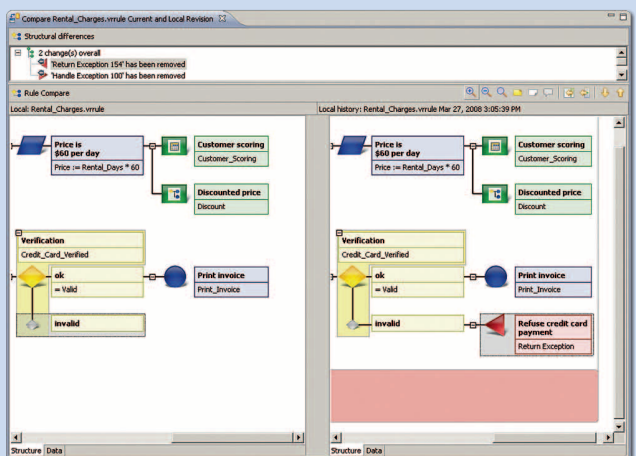 Compare Rental_Charges.vrrule Current and Local Revision
Structural differences
2 change(s) overall
'Return Exception 154' has been removed
'Handle Exception 100' has been removed
Rule Compare
Local: Rental_Charges.vrrule
Local history: Rental_Charges.vrrule Mar 27, 2008 3:05:39 PM
Price is
$60 per day
Price := Rental_Days * 60
Customer scoring
Customer_Scoring
Discounted price
Discount
Verification
Credit_Card_Verified
ok
= Valid
Print invoice
Print_Invoice
invalid
Structure Data
Price is
$60 per day
Price := Rental_Days * 60
Customer scoring
Customer_Scoring
Discounted price
Discount
Verification
Credit_Card_Verified
ok
= Valid
Print invoice
Print_Invoice
invalid
Refuse credit card
payment
Return Exception
Structure Data